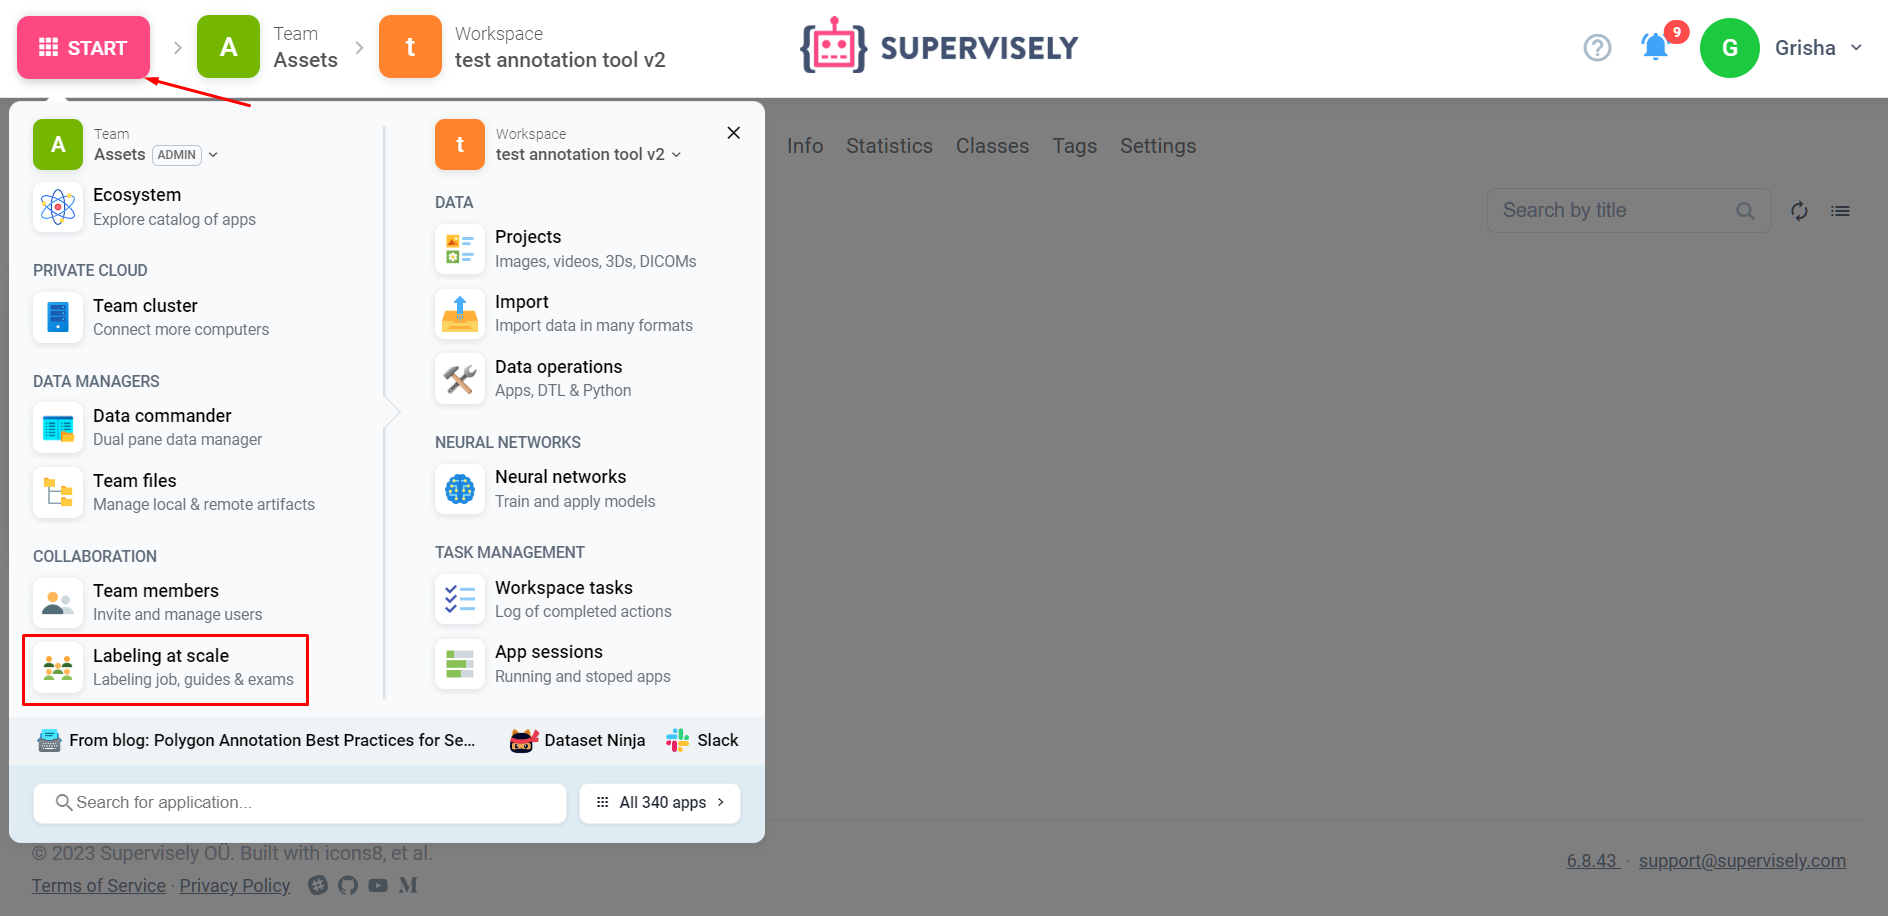 START
A
Team
Assets
t
Workspace
test annotation tool v2
SUPERVISELY
?
9
G
Grisha
A
Team
Assets ADMIN
Ecosystem
Explore catalog of apps
PRIVATE CLOUD
Team cluster
Connect more computers
DATA MANAGERS
Data commander
Dual pane data manager
Team files
Manage local & remote artifacts
COLLABORATION
Team members
Invite and manage users
Labeling at scale
Labeling job, guides & exams
t
Workspace
test annotation tool v2
DATA
Projects
Images, videos, 3Ds, DICOMs
Import
Import data in many formats
Data operations
Apps, DTL & Python
NEURAL NETWORKS
Neural networks
Train and apply models
TASK MANAGEMENT
Workspace tasks
Log of completed actions
App sessions
Running and stoped apps
From blog: Polygon Annotation Best Practices for Se...
Dataset Ninja
Slack
Search for application...
All 340 apps
Info Statistics Classes Tags Settings
Search by title
© 2023 Supervisely OÜ. Built with icons8, et al.
Terms of Service · Privacy Policy
6.8.43 · support@supervisely.com